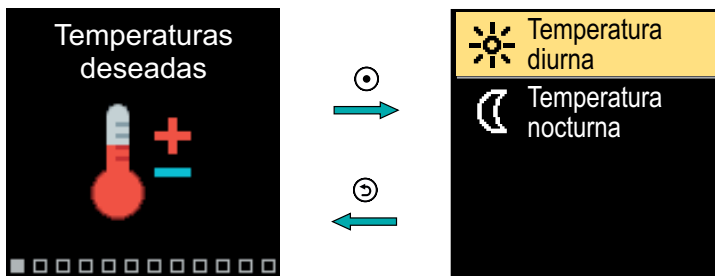 Temperaturas
deseadas
Temperatura
diurna
Temperatura
nocturna